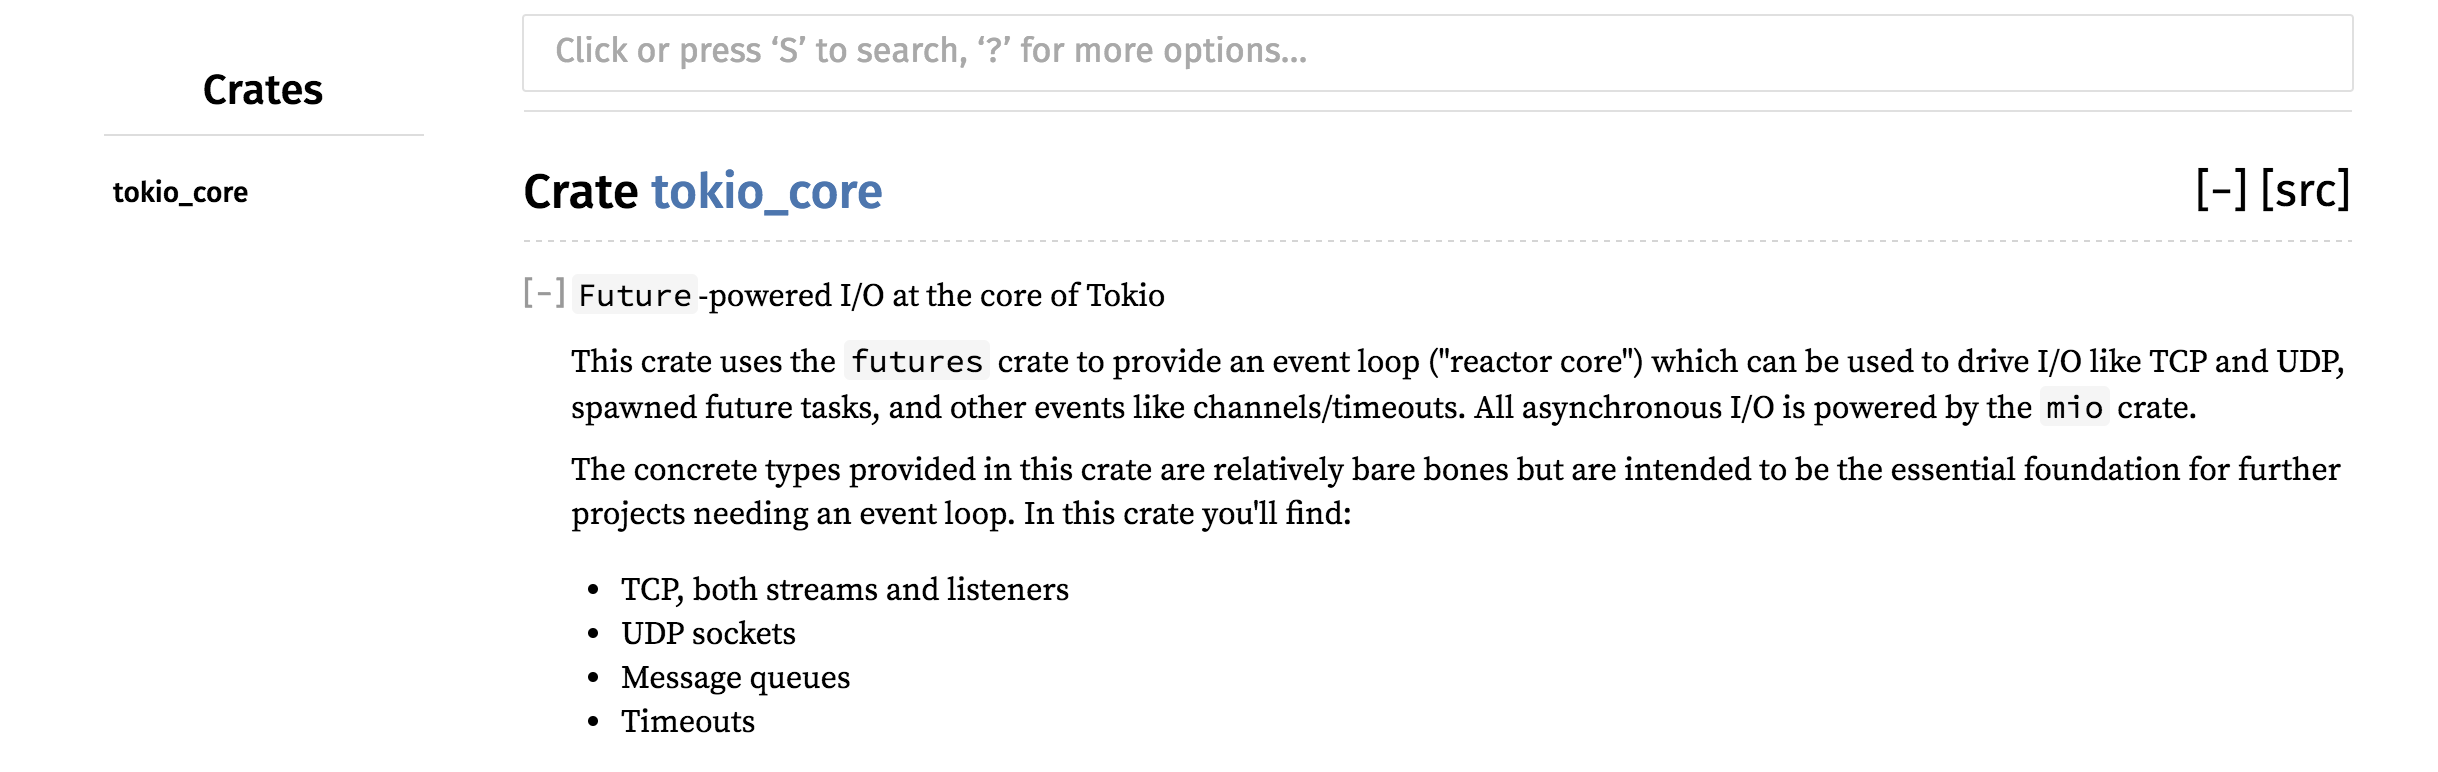 Click or press ‘S’ to search, ‘?’ for more options...
Crates
tokio_core
Crate tokio_core
[-] [src]
[-] Future-powered I/O at the core of Tokio
This crate uses the futures crate to provide an event loop ("reactor core") which can be used to drive I/O like TCP and UDP,
spawned future tasks, and other events like channels/timeouts. All asynchronous I/O is powered by the mio crate.
The concrete types provided in this crate are relatively bare bones but are intended to be the essential foundation for further
projects needing an event loop. In this crate you'll find:
• TCP, both streams and listeners
• UDP sockets
• Message queues
• Timeouts